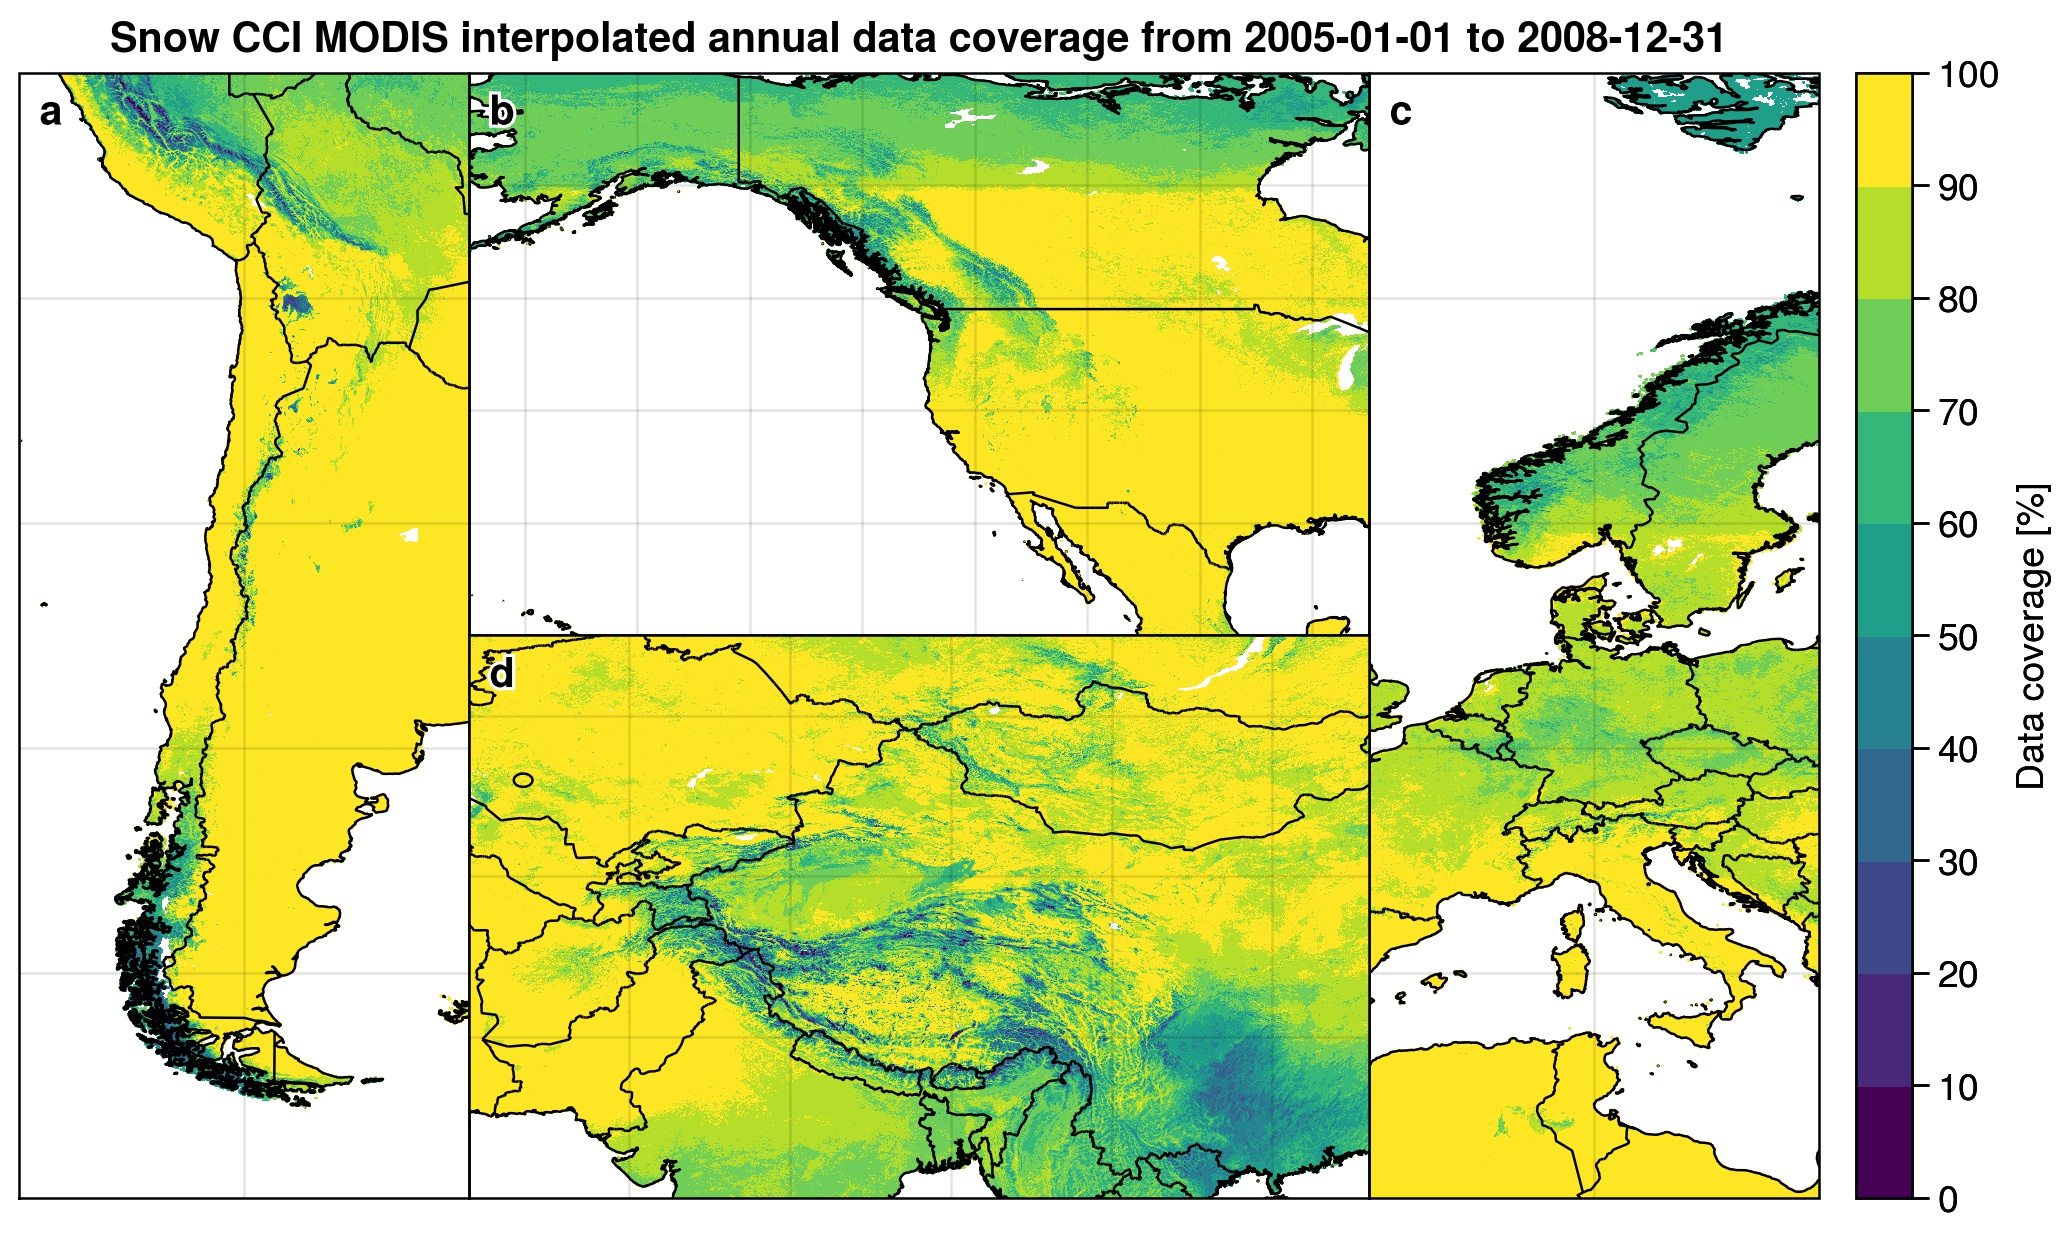 Snow CCI MODIS interpolated annual data coverage from 2005-01-01 to 2008-12-31
a
b
c
d
100
90
80
70
60
50
40
30
20
10
0
Data coverage [%]